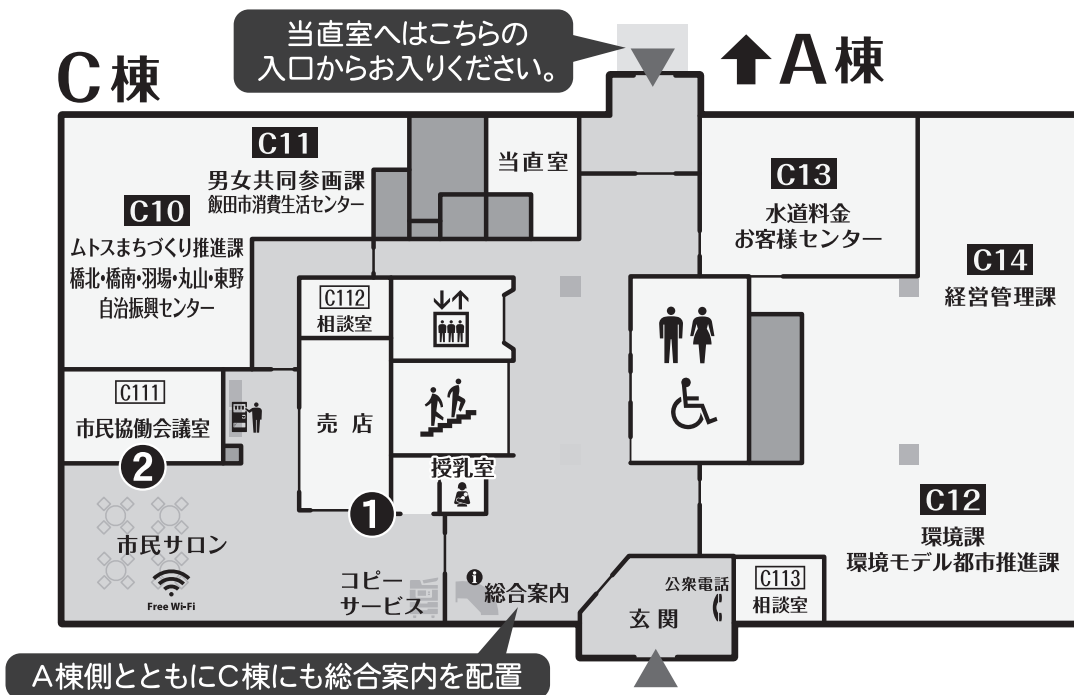 当直室へはこちらの
入口からお入りください。
C棟
A棟
C11
男女共同参画課
飯田市消費生活センター
当直室
C10
ムトスまちづくり推進課
橋北・橋南・羽場・丸山・東野
自治振興センター
C13
水道料金
お客様センター
C14
経営管理課
C112
相談室
C111
市民協働会議室
2
売店
授乳室
1
市民サロン
Free Wi-Fi
コピー
サービス
i
総合案内
C12
環境課
環境モデル都市推進課
公衆電話
玄関
C113
相談室
A棟側とともにC棟にも総合案内を配置